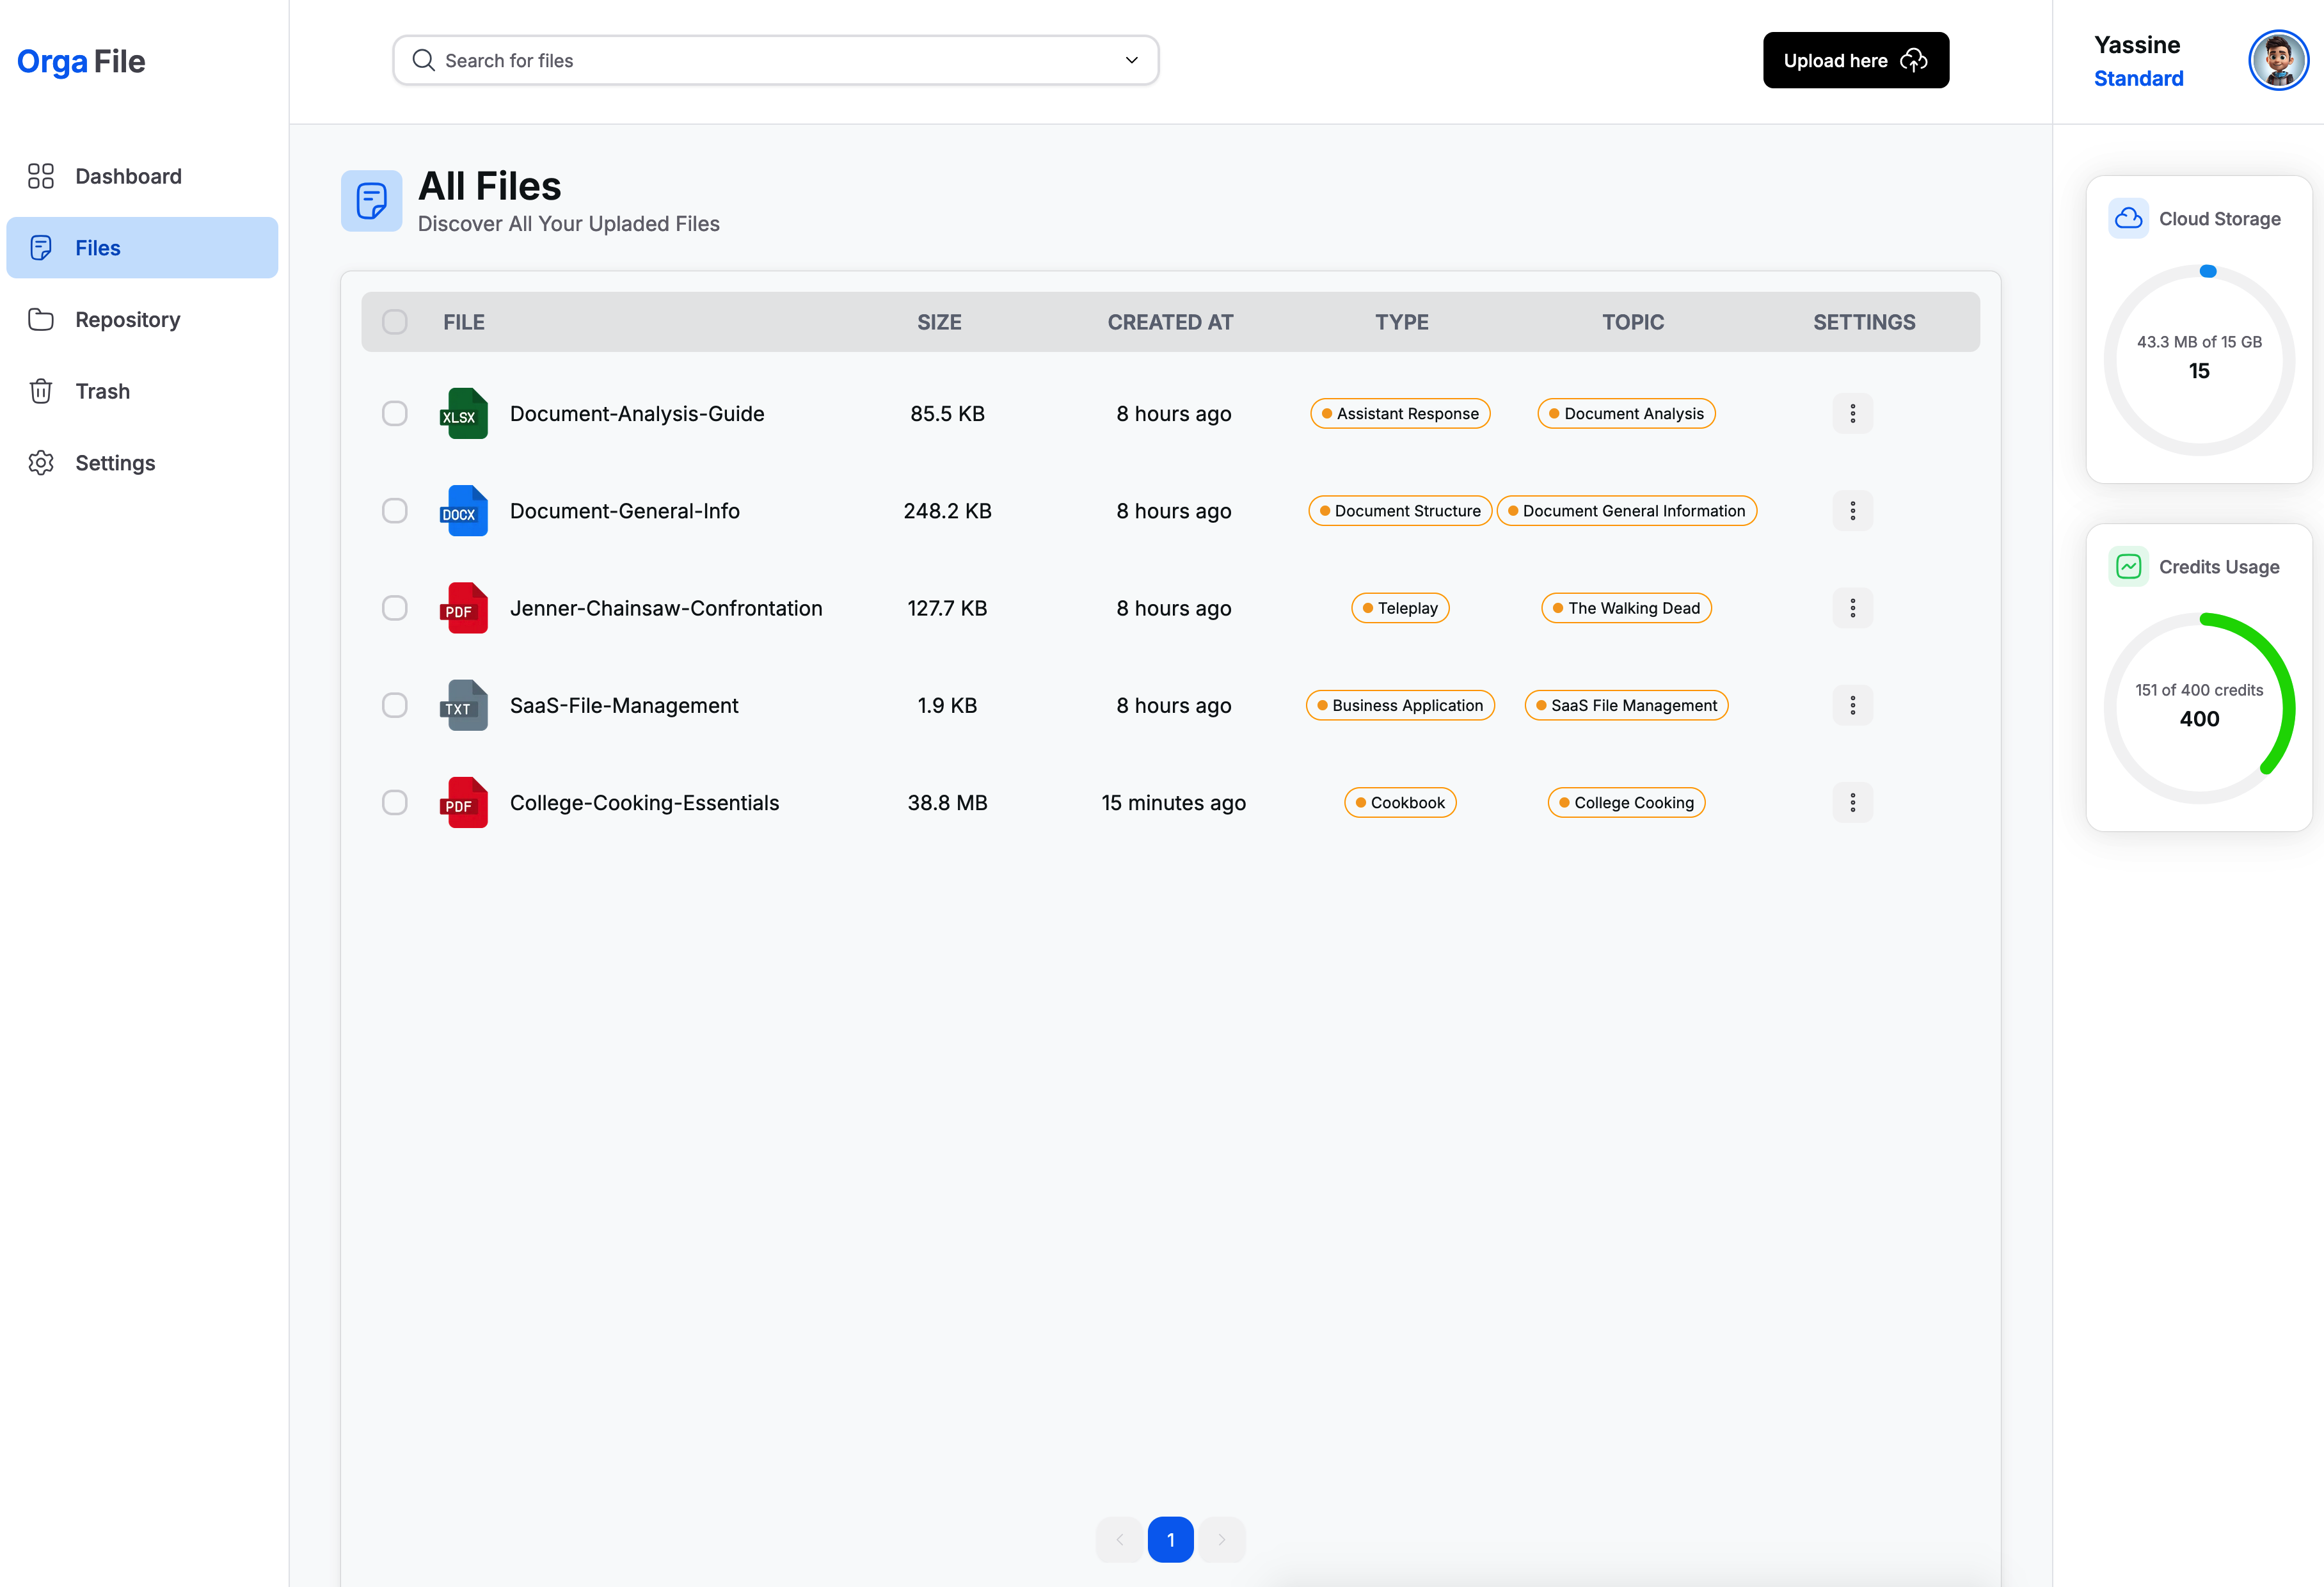 Orga File
Search for files
Upload here
Yassine
Standard
Dashboard
Files
Repository
Trash
Settings
All Files
Discover All Your Upladed Files
FILE SIZE CREATED AT TYPE TOPIC SETTINGS
XLSX Document-Analysis-Guide 85.5 KB 8 hours ago Assistant Response Document Analysis
DOCX Document-General-Info 248.2 KB 8 hours ago Document Structure Document General Information
PDF Jenner-Chainsaw-Confrontation 127.7 KB 8 hours ago Teleplay The Walking Dead
TXT SaaS-File-Management 1.9 KB 8 hours ago Business Application SaaS File Management
PDF College-Cooking-Essentials 38.8 MB 15 minutes ago Cookbook College Cooking
1
Cloud Storage
43.3 MB of 15 GB
15
Credits Usage
151 of 400 credits
400